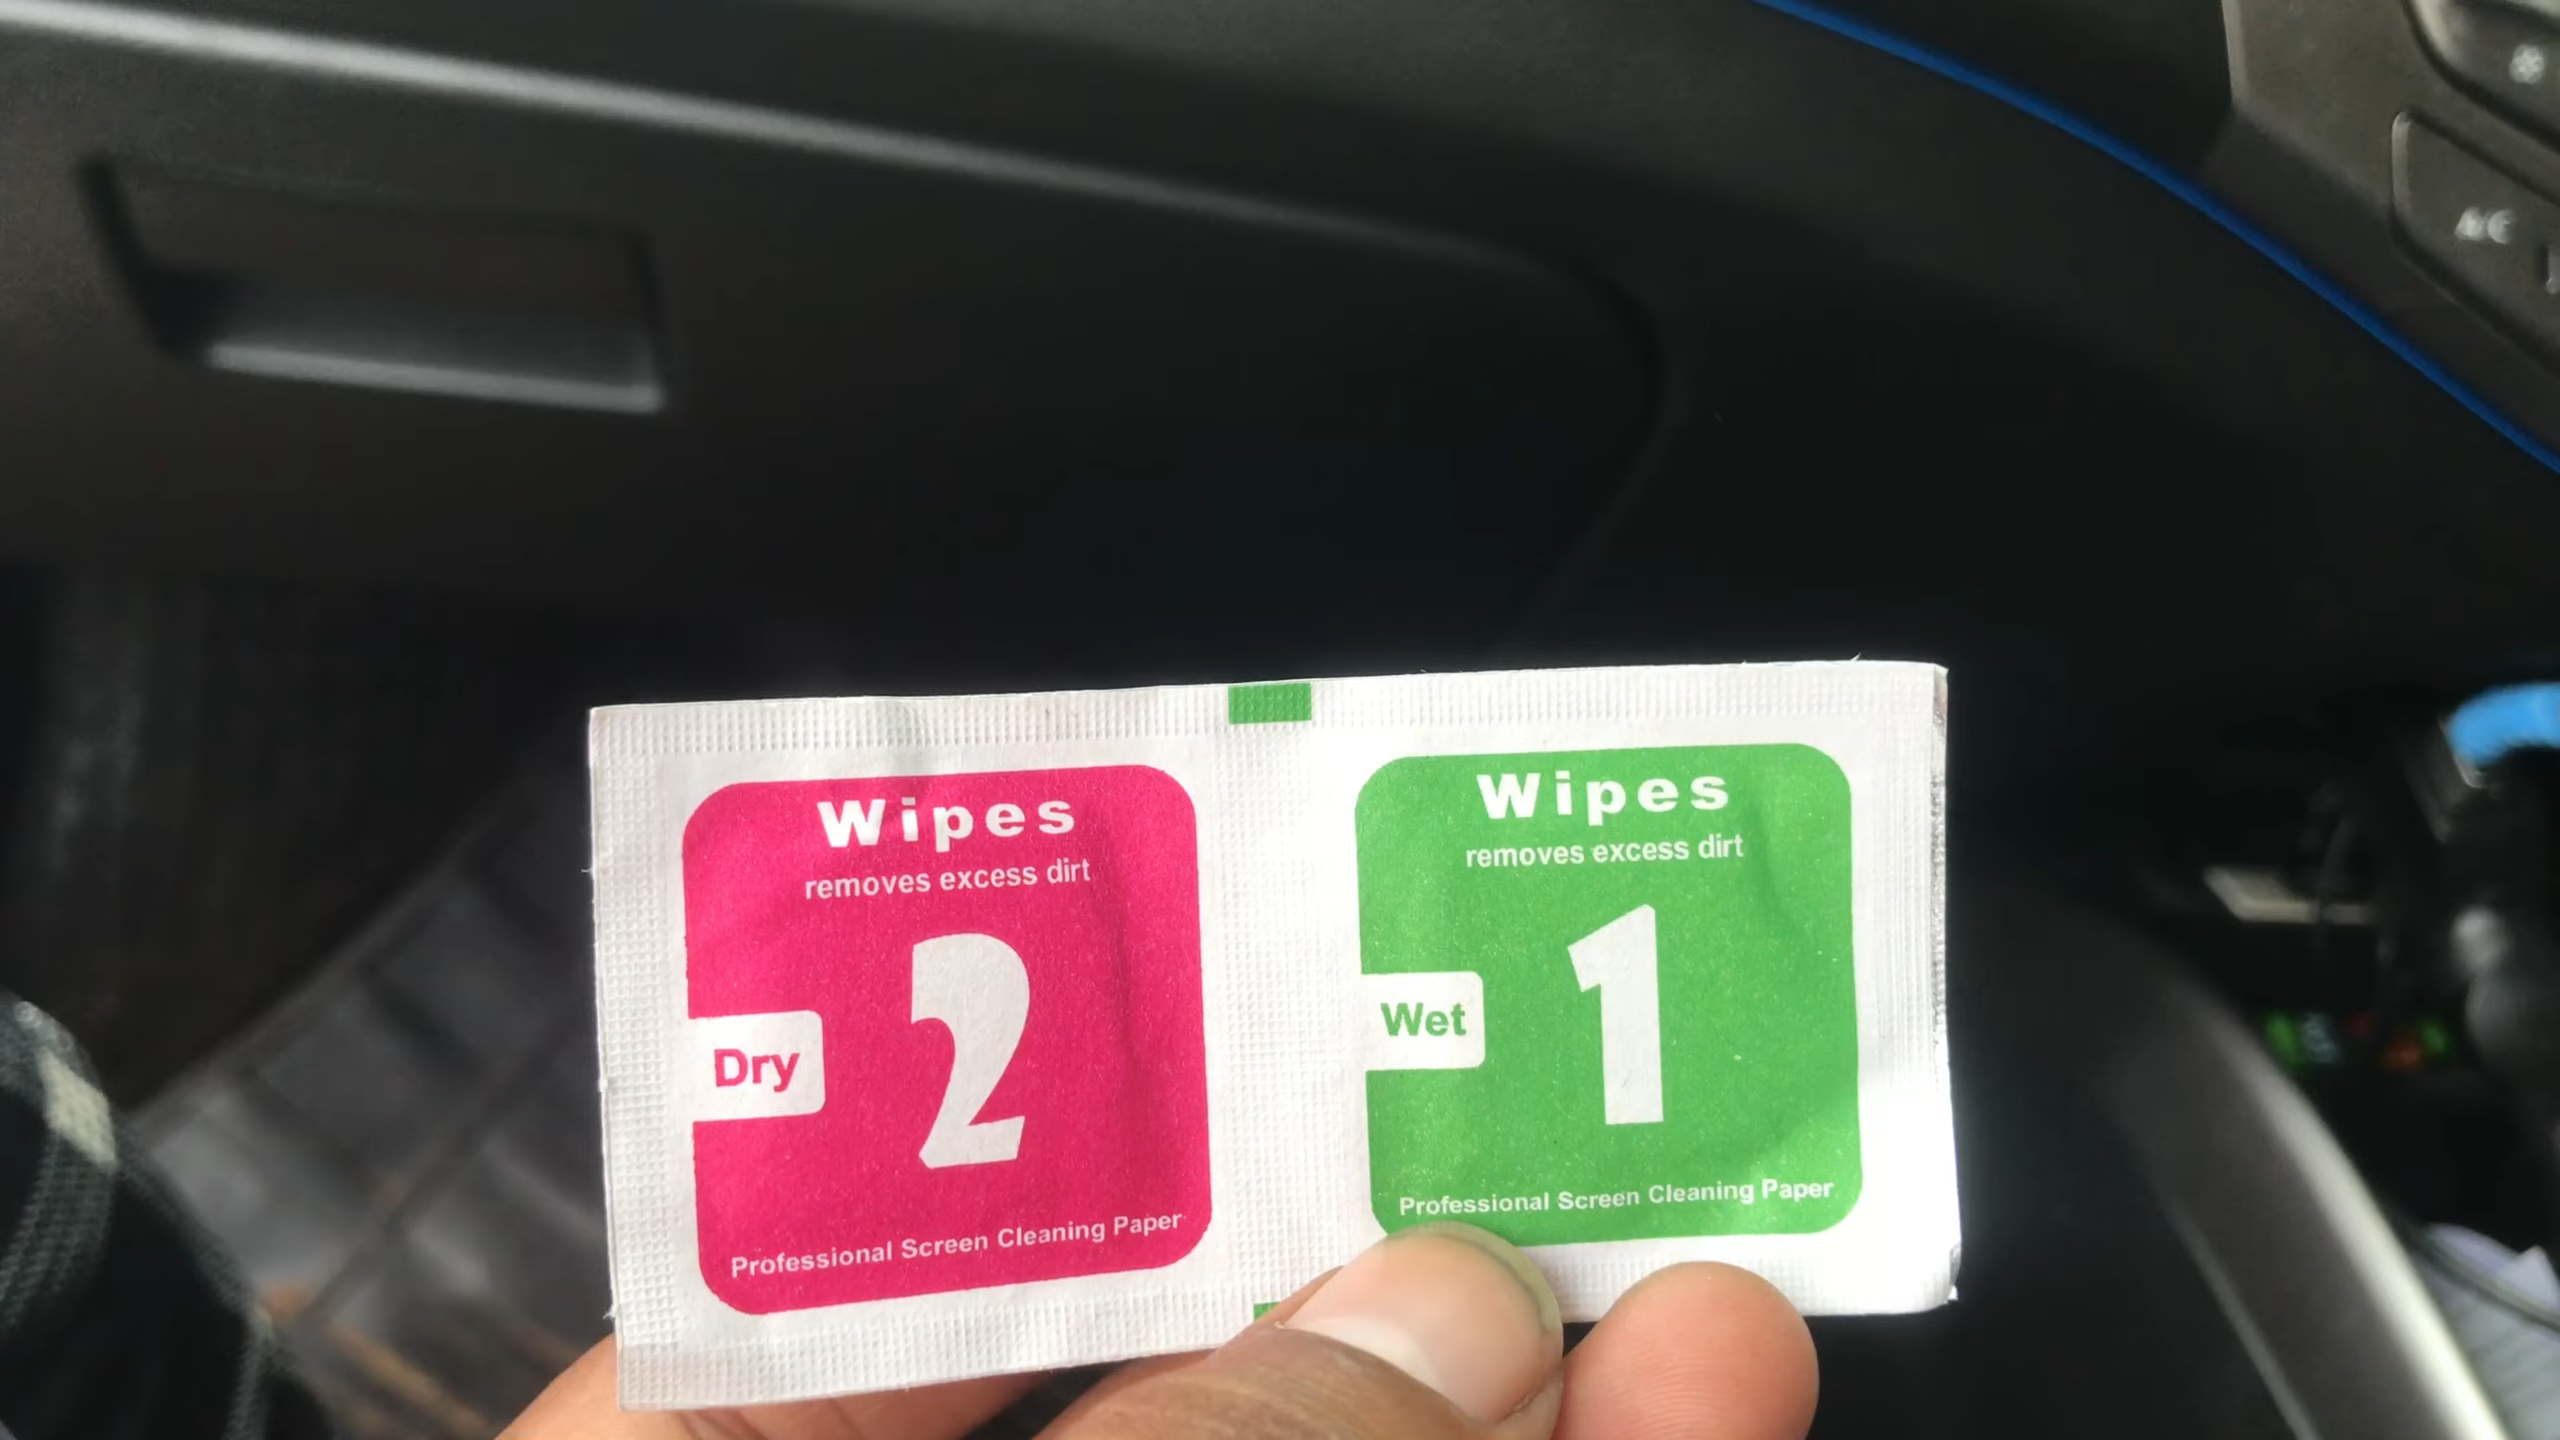 Wipes
removes excess dirt
2
Dry
Professional Screen Cleaning Paper
Wipes
removes excess dirt
1
Wet
Professional Screen Cleaning Paper
A/C